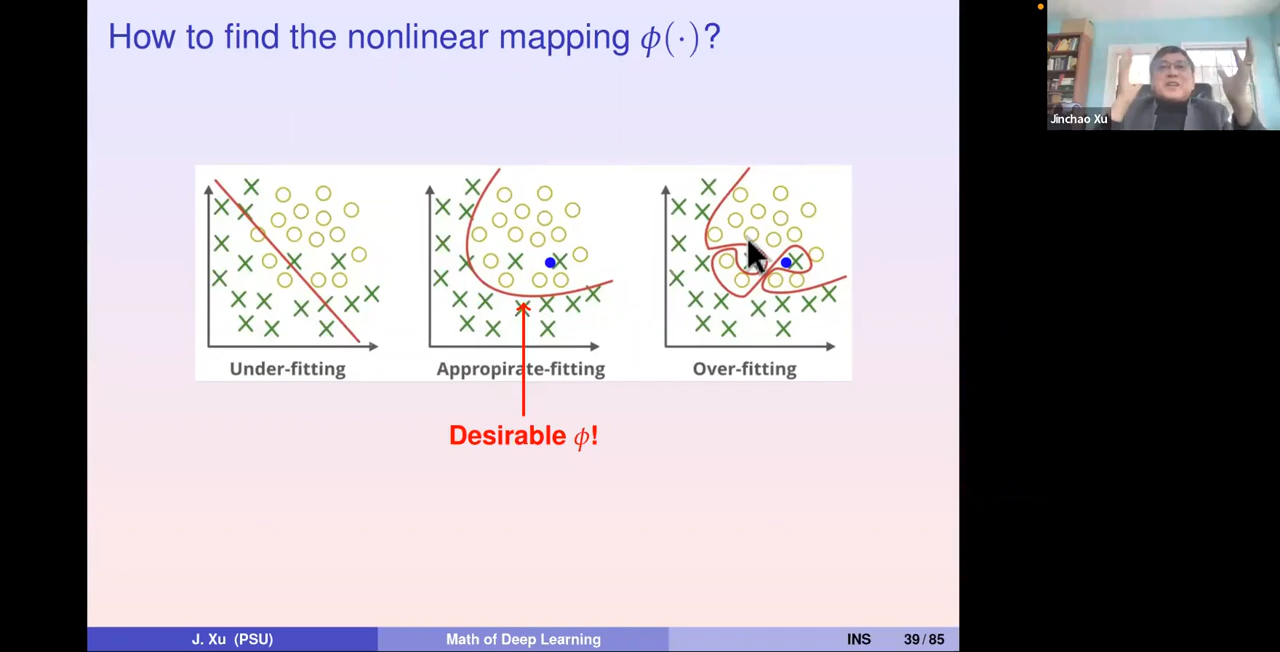 How to find the nonlinear mapping ϕ(·)?
Jinchao Xu
Under-fitting
Appropirate-fitting
Over-fitting
Desirable ϕ!
J. Xu (PSU)
Math of Deep Learning
INS
39 / 85